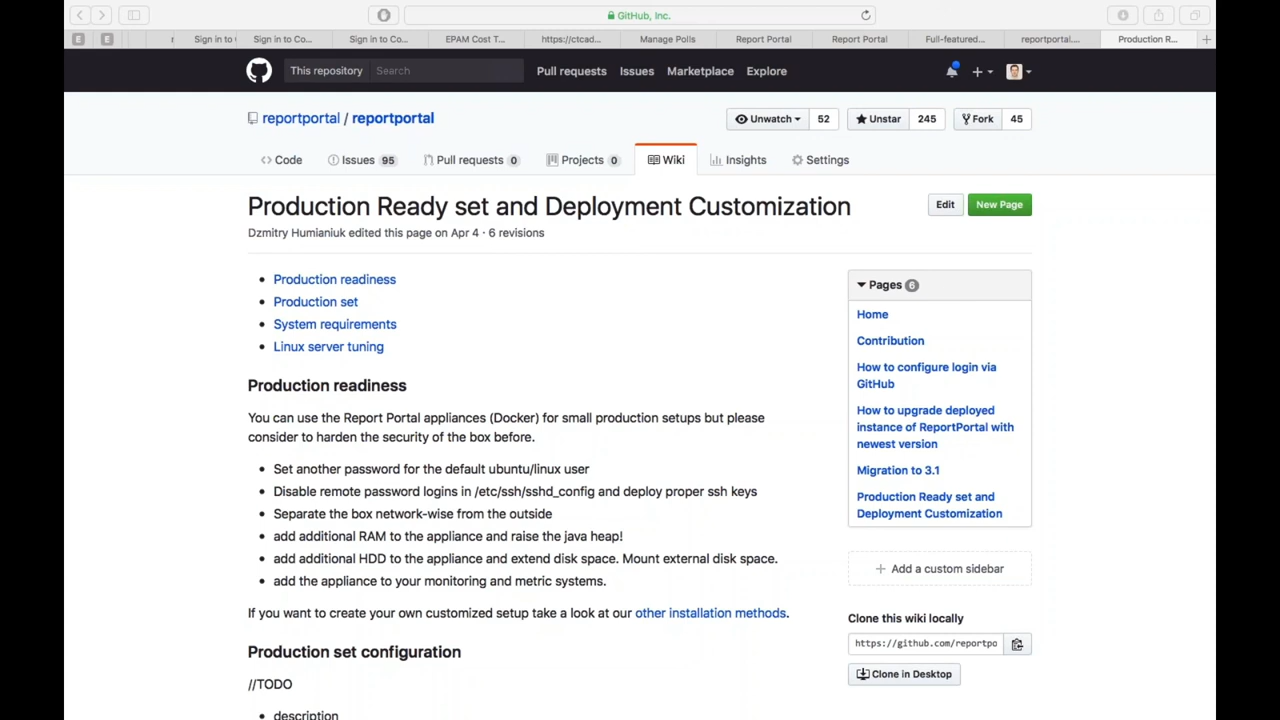 GitHub, Inc.
Sign in to Sign in to Co... Sign in to Co... EPAM Cost T... https://ctcad... Manage Polls Report Portal Report Portal Full-featured... reportportal.... Production R...
This repository Search Pull requests Issues Marketplace Explore
reportportal / reportportal
Unwatch 52 Unstar 245 Fork 45
Code Issues 95 Pull requests 0 Projects 0 Wiki Insights Settings
Production Ready set and Deployment Customization
Edit New Page
Dzmitry Humianiuk edited this page on Apr 4 · 6 revisions
• Production readiness
• Production set
• System requirements
• Linux server tuning
Production readiness
You can use the Report Portal appliances (Docker) for small production setups but please
consider to harden the security of the box before.
• Set another password for the default ubuntu/linux user
• Disable remote password logins in /etc/ssh/sshd_config and deploy proper ssh keys
• Separate the box network-wise from the outside
• add additional RAM to the appliance and raise the java heap!
• add additional HDD to the appliance and extend disk space. Mount external disk space.
• add the appliance to your monitoring and metric systems.
If you want to create your own customized setup take a look at our other installation methods.
Production set configuration
//TODO
• description
Pages 6
Home
Contribution
How to configure login via
GitHub
How to upgrade deployed
instance of ReportPortal with
newest version
Migration to 3.1
Production Ready set and
Deployment Customization
+ Add a custom sidebar
Clone this wiki locally
https://github.com/reportpo
Clone in Desktop